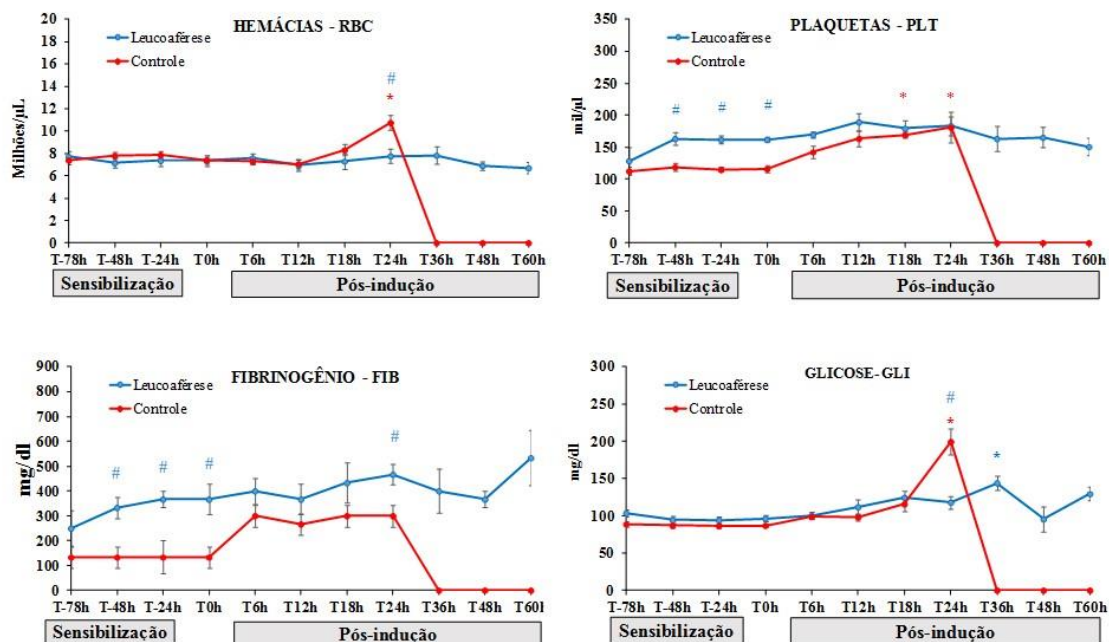 HEMÁCIAS - RBC
Leucoaférese
Controle
Milhões/µL
20
18
16
14
12
10
8
6
4
2
0
#
*
T-78h T-48h T-24h T0h T6h T12h T18h T24h T36h T48h T60h
Sensibilização Pós-indução
PLAQUETAS - PLT
Leucoaférese
Controle
mil/µl
350
300
250
200
150
100
50
0
# # # * *
T-78h T-48h T-24h T0h T6h T12h T18h T24h T36h T48h T60h
Sensibilização Pós-indução
FIBRINOGÊNIO - FIB
Leucoaférese
Controle
mg/dl
900
800
700
600
500
400
300
200
100
0
# # # #
T-78h T-48h T-24h T0h T6h T12h T18h T24h T36h T48h T60h
Sensibilização Pós-indução
GLICOSE- GLI
Leucoaférese
Controle
mg/dl
300
250
200
150
100
50
0
#
* *
T-78h T-48h T-24h T0h T6h T12h T18h T24h T36h T48h T60h
Sensibilização Pós-indução